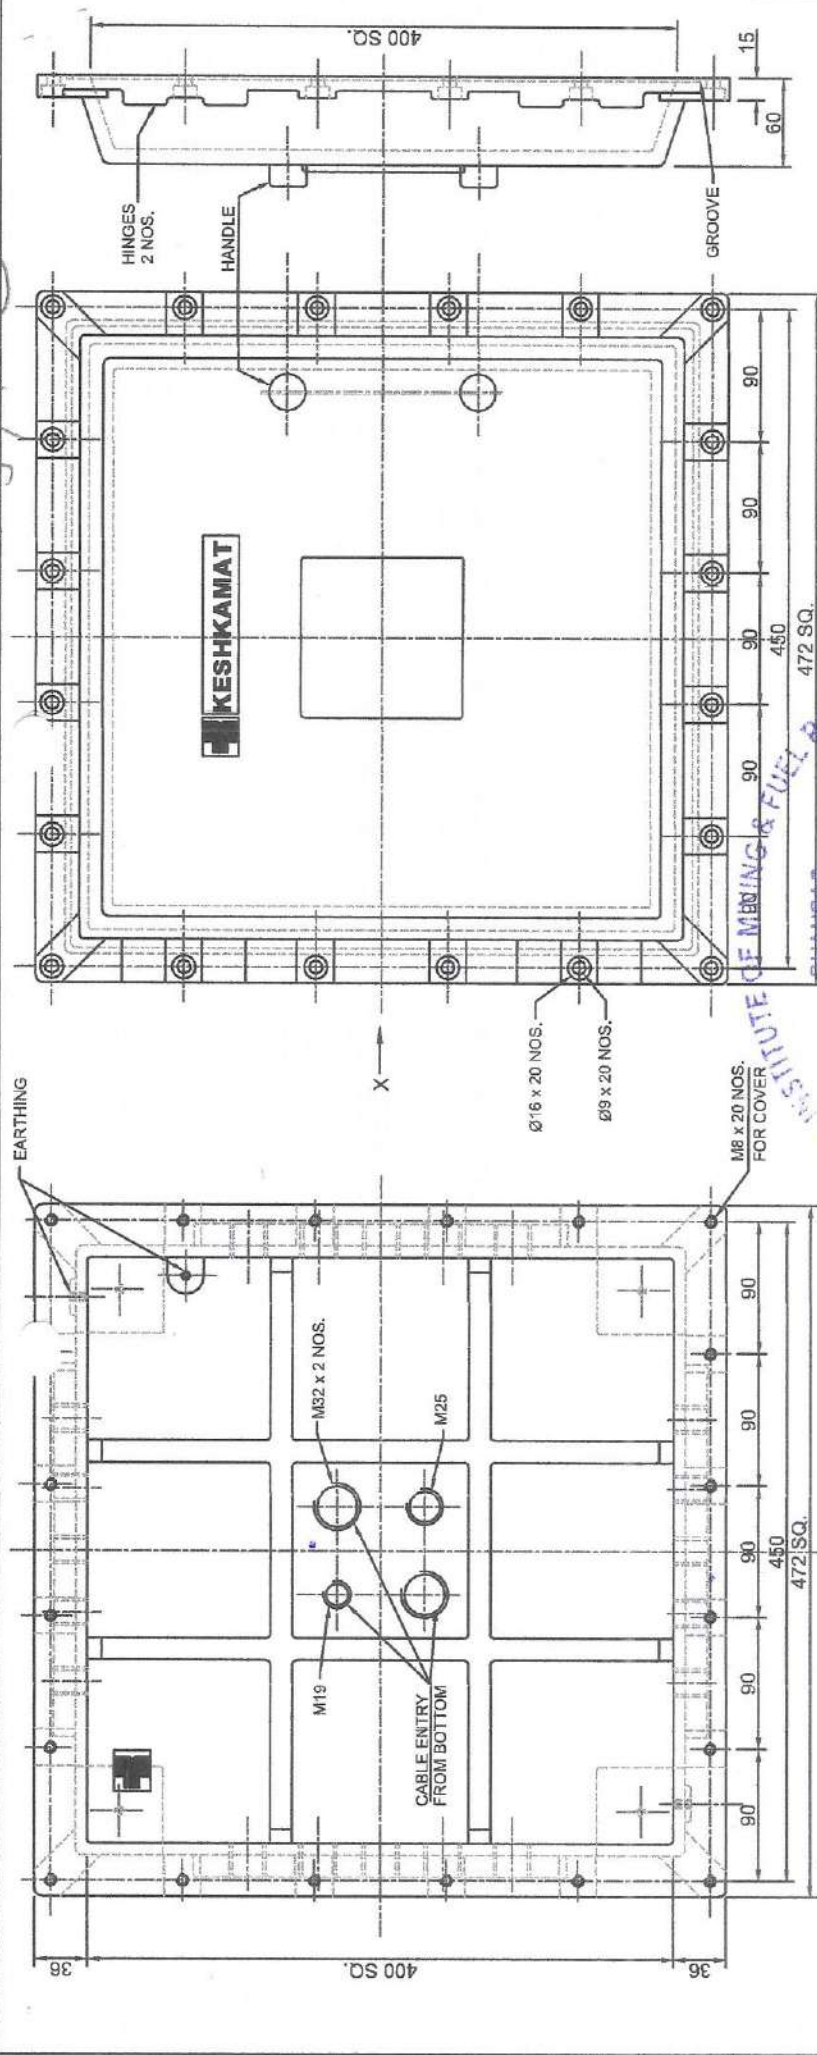 400 SQ.
15
60
HINGES
2 NOS.
HANDLE
GROOVE
KESHKAMAT
90
90
90
90
90
450
472 SQ.
X
Ø16 x 20 NOS.
Ø9 x 20 NOS.
INSTITUTE OF MINING & FUEL
EARTHING
M8 x 20 NOS.
FOR COVER
M32 x 2 NOS.
M25
M19
CABLE ENTRY
FROM BOTTOM
90
90
90
90
90
450
472 SQ.
36
400 SQ.
36